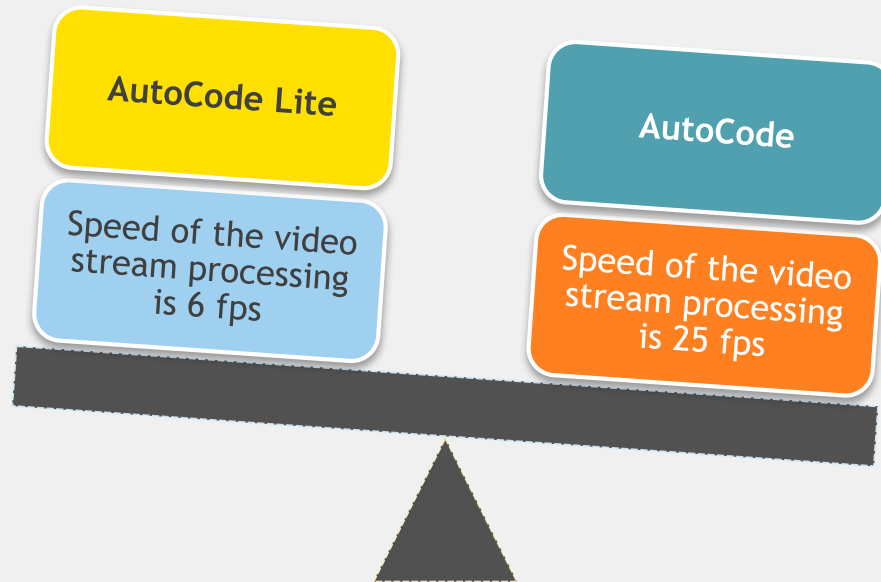 AutoCode Lite
Speed of the video
stream processing
is 6 fps
AutoCode
Speed of the video
stream processing
is 25 fps